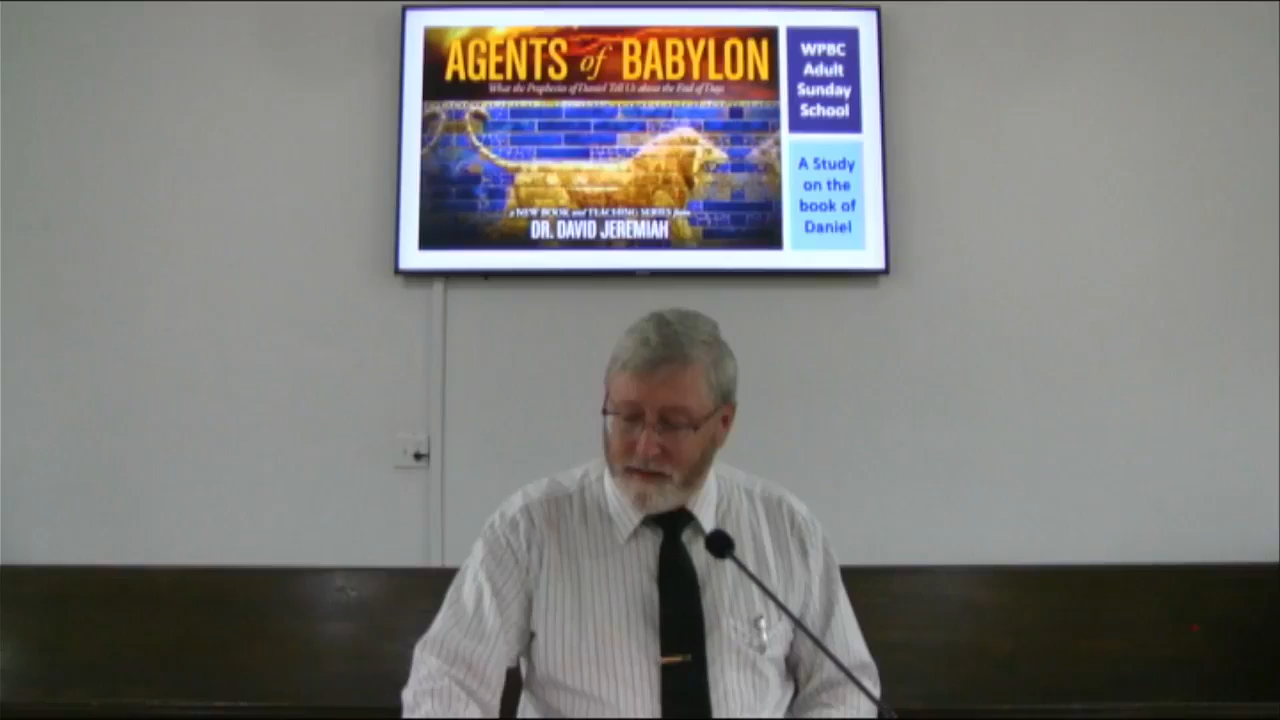 AGENTS of BABYLON
What the Prophecies of Daniel Tell Us about the End of Days
a NEW BOOK and TEACHING SERIES from
DR. DAVID JEREMIAH
WPBC
Adult
Sunday
School
A Study
on the
book of
Daniel